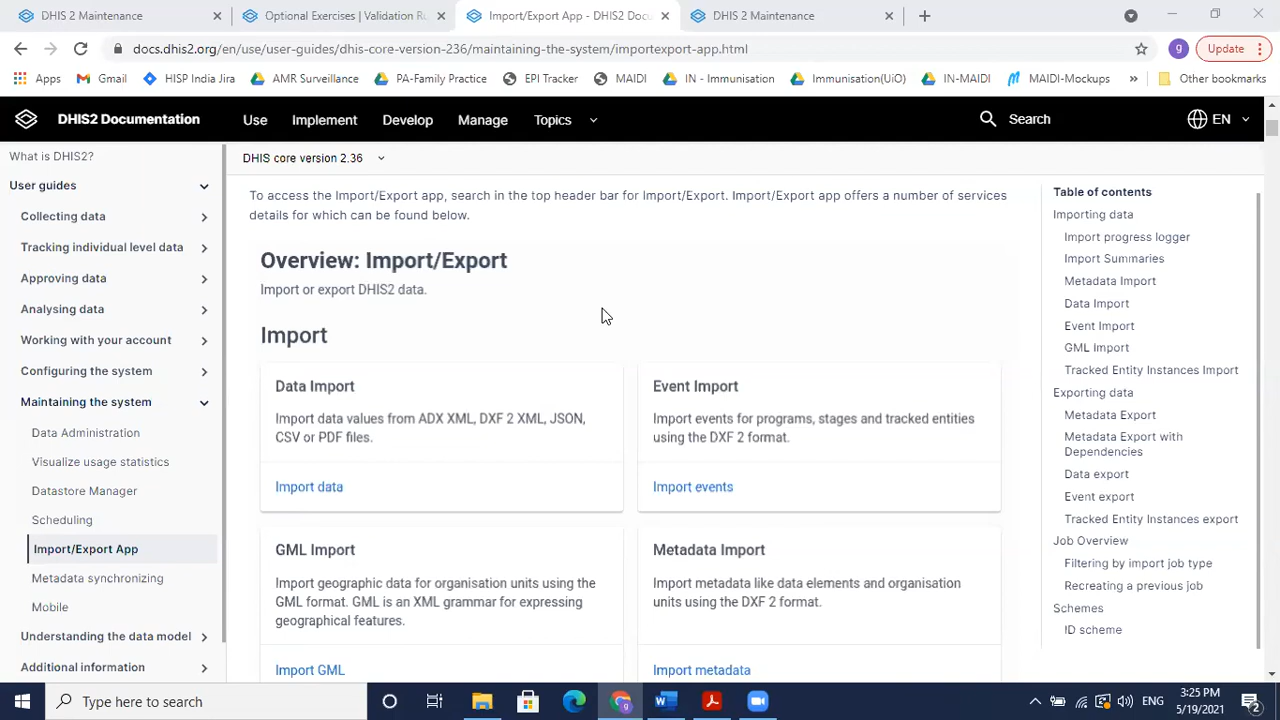 DHIS 2 Maintenance
Optional Exercises | Validation Ru
Import/Export App - DHIS2 Docu
DHIS 2 Maintenance
docs.dhis2.org/en/use/user-guides/dhis-core-version-236/maintaining-the-system/importexport-app.html
g
Update
Apps
Gmail
HISP India Jira
AMR Surveillance
PA-Family Practice
EPI Tracker
MAIDI
IN - Immunisation
Immunisation(UiO)
IN-MAIDI
MAIDI-Mockups
»
Other bookmarks
DHIS2 Documentation
Use
Implement
Develop
Manage
Topics
Search
EN
What is DHIS2?
User guides
Collecting data
Tracking individual level data
Approving data
Analysing data
Working with your account
Configuring the system
Maintaining the system
Data Administration
Visualize usage statistics
Datastore Manager
Scheduling
Import/Export App
Metadata synchronizing
Mobile
Understanding the data model
Additional information
DHIS core version 2.36
To access the Import/Export app, search in the top header bar for Import/Export. Import/Export app offers a number of services
details for which can be found below.
Overview: Import/Export
Import or export DHIS2 data.
Import
Data Import
Import data values from ADX XML, DXF 2 XML, JSON,
CSV or PDF files.
Import data
Event Import
Import events for programs, stages and tracked entities
using the DXF 2 format.
Import events
GML Import
Import geographic data for organisation units using the
GML format. GML is an XML grammar for expressing
geographical features.
Import GML
Metadata Import
Import metadata like data elements and organisation
units using the DXF 2 format.
Import metadata
Table of contents
Importing data
Import progress logger
Import Summaries
Metadata Import
Data Import
Event Import
GML Import
Tracked Entity Instances Import
Exporting data
Metadata Export
Metadata Export with
Dependencies
Data export
Event export
Tracked Entity Instances export
Job Overview
Filtering by import job type
Recreating a previous job
Schemes
ID scheme
Type here to search
ENG
3:25 PM
5/19/2021
2